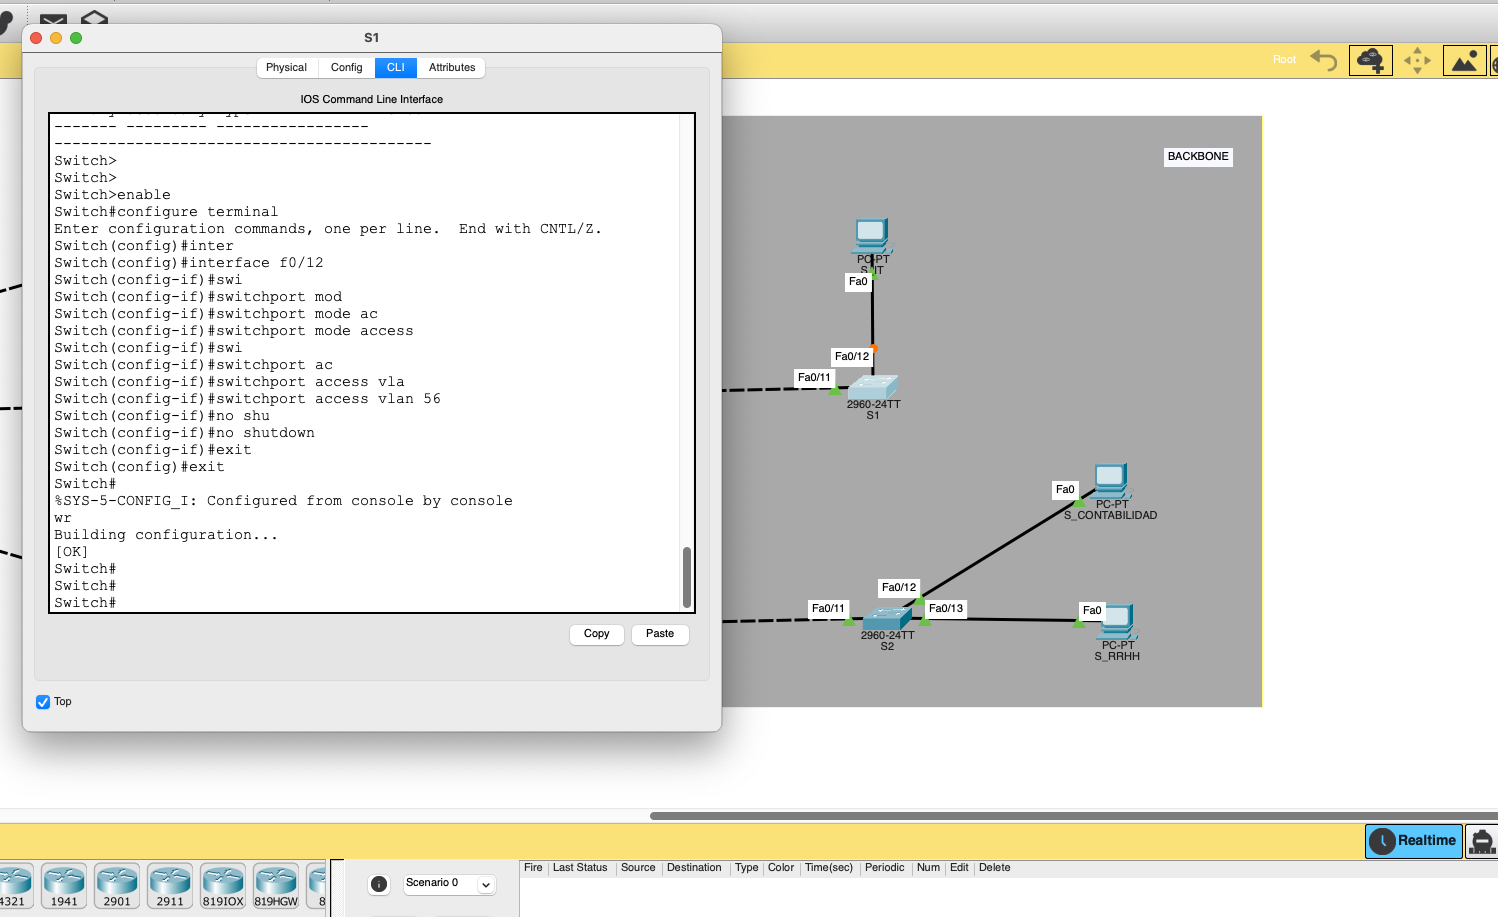 S1
Physical
Config
CLI
Attributes
IOS Command Line Interface
------- --------- -----------------
------------------------------------------
Switch>
Switch>
Switch>enable
Switch#configure terminal
Enter configuration commands, one per line.  End with CNTL/Z.
Switch(config)#inter
Switch(config)#interface f0/12
Switch(config-if)#swi
Switch(config-if)#switchport mod
Switch(config-if)#switchport mode ac
Switch(config-if)#switchport mode access
Switch(config-if)#swi
Switch(config-if)#switchport ac
Switch(config-if)#switchport access vla
Switch(config-if)#switchport access vlan 56
Switch(config-if)#no shu
Switch(config-if)#no shutdown
Switch(config-if)#exit
Switch(config)#exit
Switch#
%SYS-5-CONFIG_I: Configured from console by console
wr
Building configuration...
[OK]
Switch#
Switch#
Switch#
Copy
Paste
Top
Root
BACKBONE
PC-PT
S_IT
Fa0
Fa0/12
Fa0/11
2960-24TT
S1
Fa0
PC-PT
S_CONTABILIDAD
Fa0/12
Fa0/11
Fa0/13
2960-24TT
S2
Fa0
PC-PT
S_RRHH
Realtime
4321
1941
2901
2911
819IOX
819HGW
8
Scenario 0
Fire
Last Status
Source
Destination
Type
Color
Time(sec)
Periodic
Num
Edit
Delete